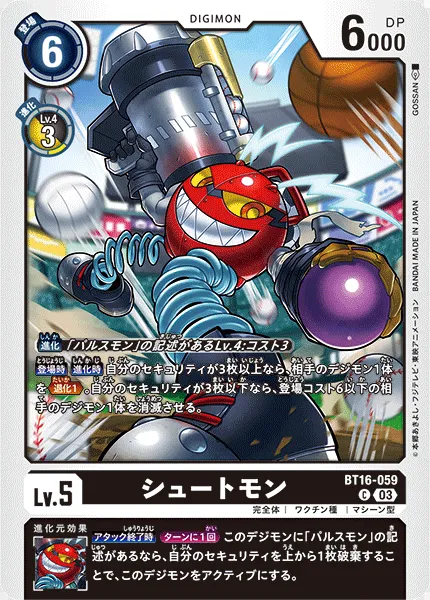 登場
6
DIGIMON
DP
6000
進化
Lv.4
3
GOSSAN
BANDAI MADE IN JAPAN
©本郷あきよし・フジテレビ・東映アニメーション
進化 「パルスモン」の記述があるLv.4:コスト3
登場時 進化時 自分のセキュリティが3枚以上なら、相手のデジモン1体
を 退化1 自分のセキュリティが3枚以下なら、登場コスト6以下の相
手のデジモン1体を消滅させる。
Lv.5
シュートモン
BT16-059
C 03
完全体 | ワクチン種 | マシーン型
進化元効果
アタック終了時 ターンに1回 このデジモンに「パルスモン」の記
述があるなら、自分のセキュリティを上から1枚破棄するこ
とで、このデジモンをアクティブにする。